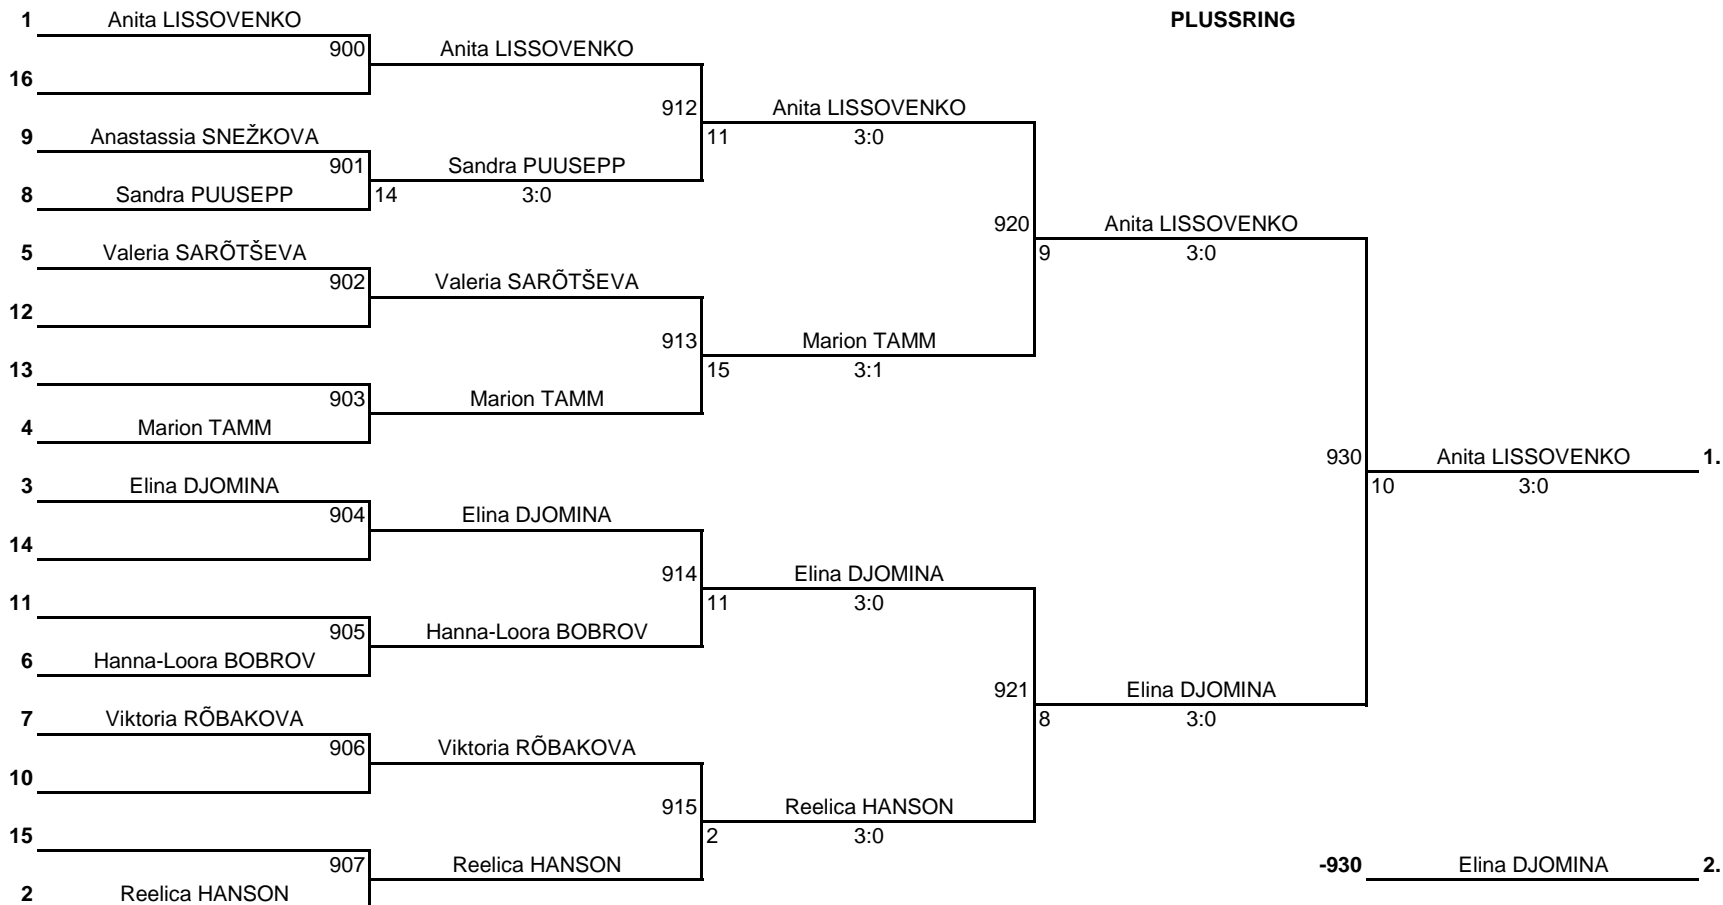 1 Anita LISSOVENKO PLUSSRING
900 Anita LISSOVENKO
16
912 Anita LISSOVENKO
9 Anastassia SNEŽKOVA 11 3:0
901 Sandra PUUSEPP
8 Sandra PUUSEPP 14 3:0
920 Anita LISSOVENKO
5 Valeria SARÕTŠEVA 9 3:0
902 Valeria SARÕTŠEVA
12
913 Marion TAMM
13 15 3:1
903 Marion TAMM
4 Marion TAMM
930 Anita LISSOVENKO 1.
3 Elina DJOMINA 10 3:0
904 Elina DJOMINA
14
914 Elina DJOMINA
11 11 3:0
905 Hanna-Loora BOBROV
6 Hanna-Loora BOBROV
921 Elina DJOMINA
7 Viktoria RÕBAKOVA 8 3:0
906 Viktoria RÕBAKOVA
10
915 Reelica HANSON
15 2 3:0
907 Reelica HANSON -930 Elina DJOMINA 2.
2 Reelica HANSON